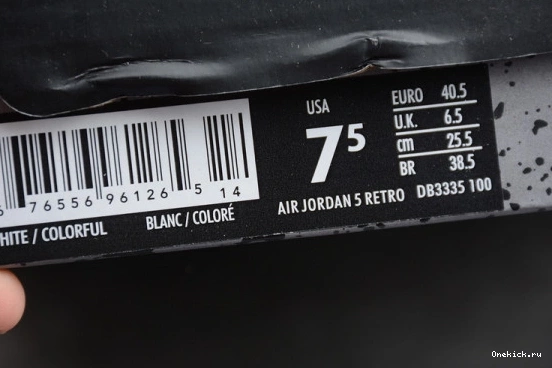 USA
7⁵
EURO 40.5
U.K. 6.5
cm 25.5
BR 38.5
AIR JORDAN 5 RETRO DB3335 100
76556 96126 5 14
/ COLORFUL
BLANC / COLORÉ
Onekick.ru